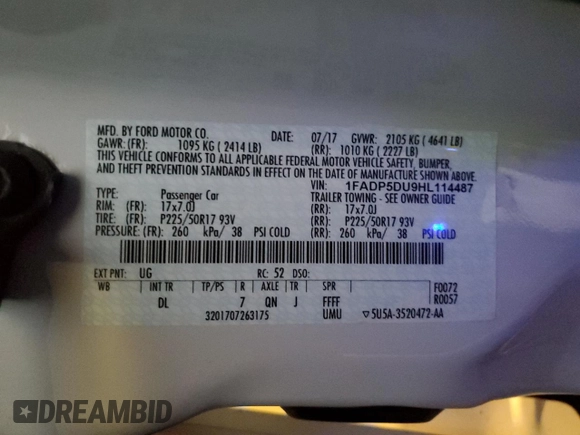 MFD. BY FORD MOTOR CO. DATE: 07/17 GVWR: 2105 KG ( 4641 LB)
GAWR: (FR): 1095 KG ( 2414 LB) (RR): 1010 KG ( 2227 LB)
THIS VEHICLE CONFORMS TO ALL APPLICABLE FEDERAL MOTOR VEHICLE SAFETY, BUMPER,
AND THEFT PREVENTION STANDARDS IN EFFECT ON THE DATE OF MANUFACTURE SHOWN ABOVE.
VIN: 1FADP5DU9HL114487
TYPE: Passenger Car TRAILER TOWING - SEE OWNER GUIDE
RIM: (FR): 17x7.0J (RR): 17x7.0J
TIRE: (FR): P225/50R17 93V (RR): P225/50R17 93V
PRESSURE: (FR): 260 kPa/ 38 PSI COLD (RR): 260 kPa/ 38 PSI COLD
EXT PNT: UG RC: 52 DSO:
WB INT TR TP/PS R AXLE TR SPR F0072
DL 7 QN J FFFF R0057
3201707263175 UMU ▽5U5A-3520472-AA
DREAMBID